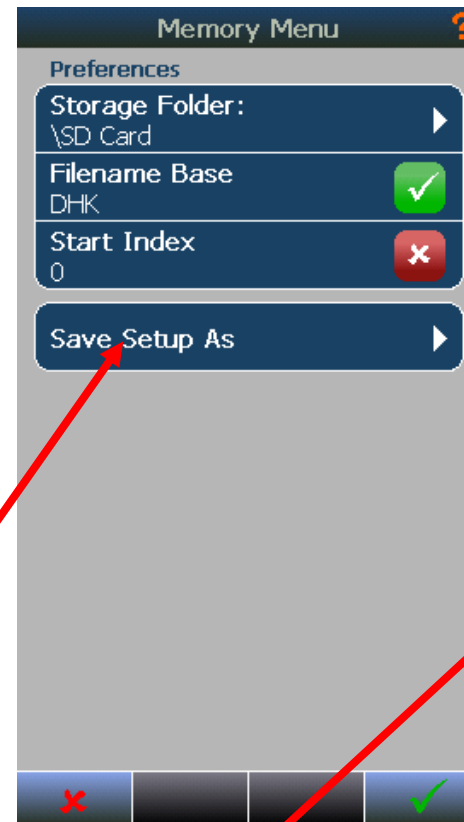 Memory Menu
?
Preferences
Storage Folder:
\SD Card
Filename Base
DHK
Start Index
0
Save Setup As